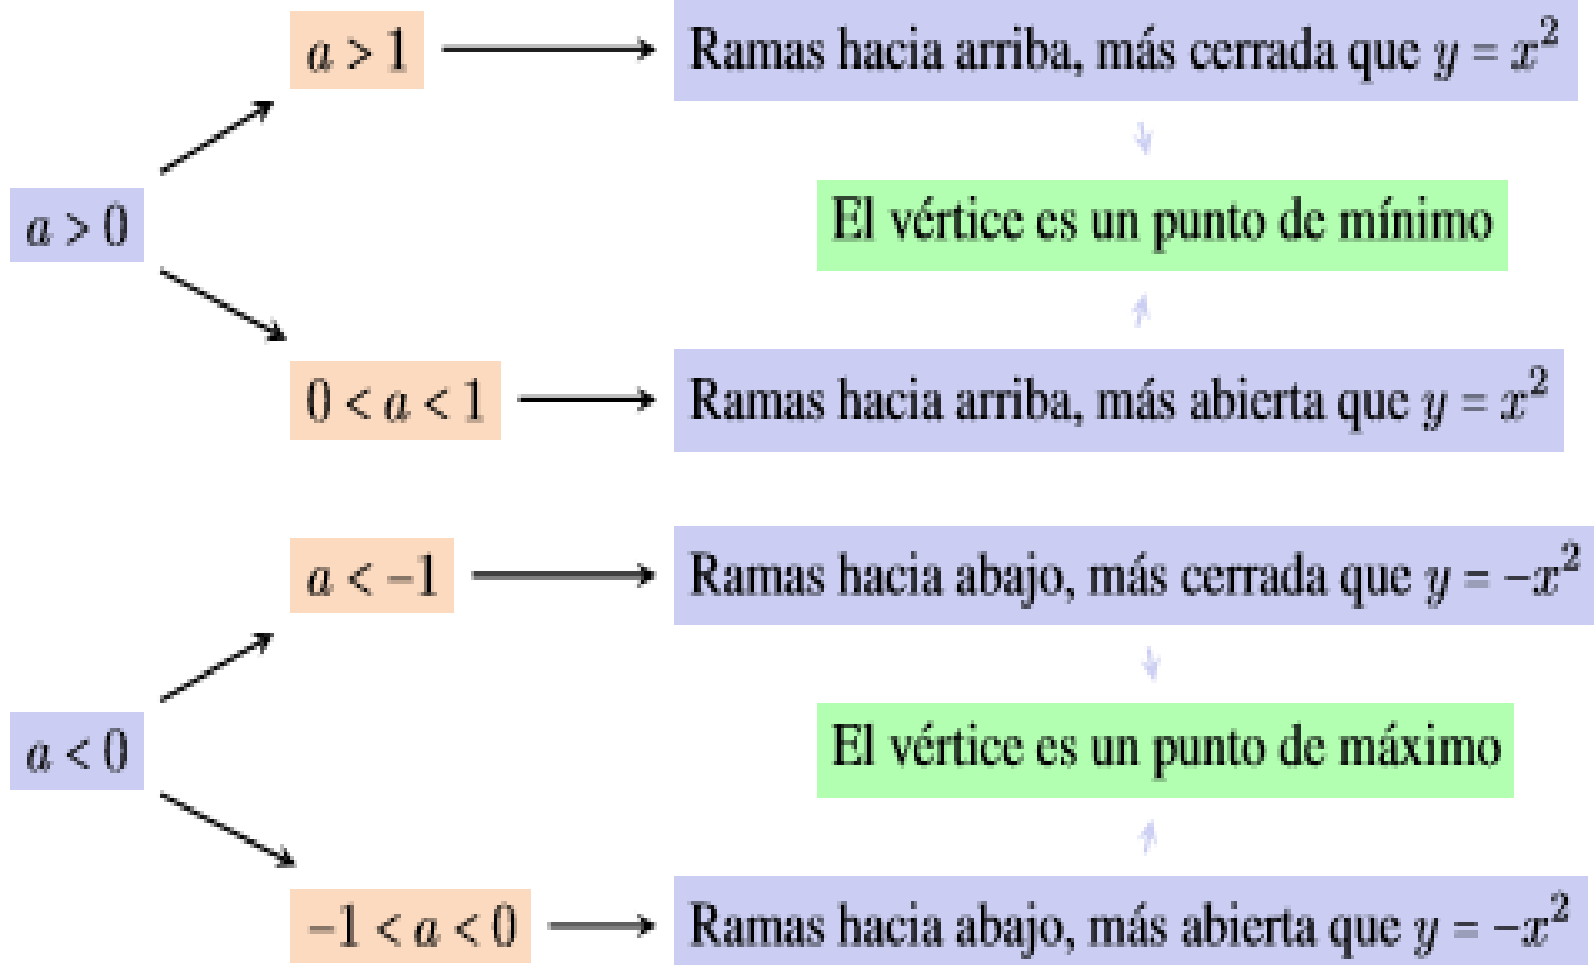 a > 1
Ramas hacia arriba, más cerrada que y = x²
a > 0
El vértice es un punto de mínimo
0 < a < 1
Ramas hacia arriba, más abierta que y = x²
a < −1
Ramas hacia abajo, más cerrada que y = −x²
a < 0
El vértice es un punto de máximo
−1 < a < 0
Ramas hacia abajo, más abierta que y = −x²